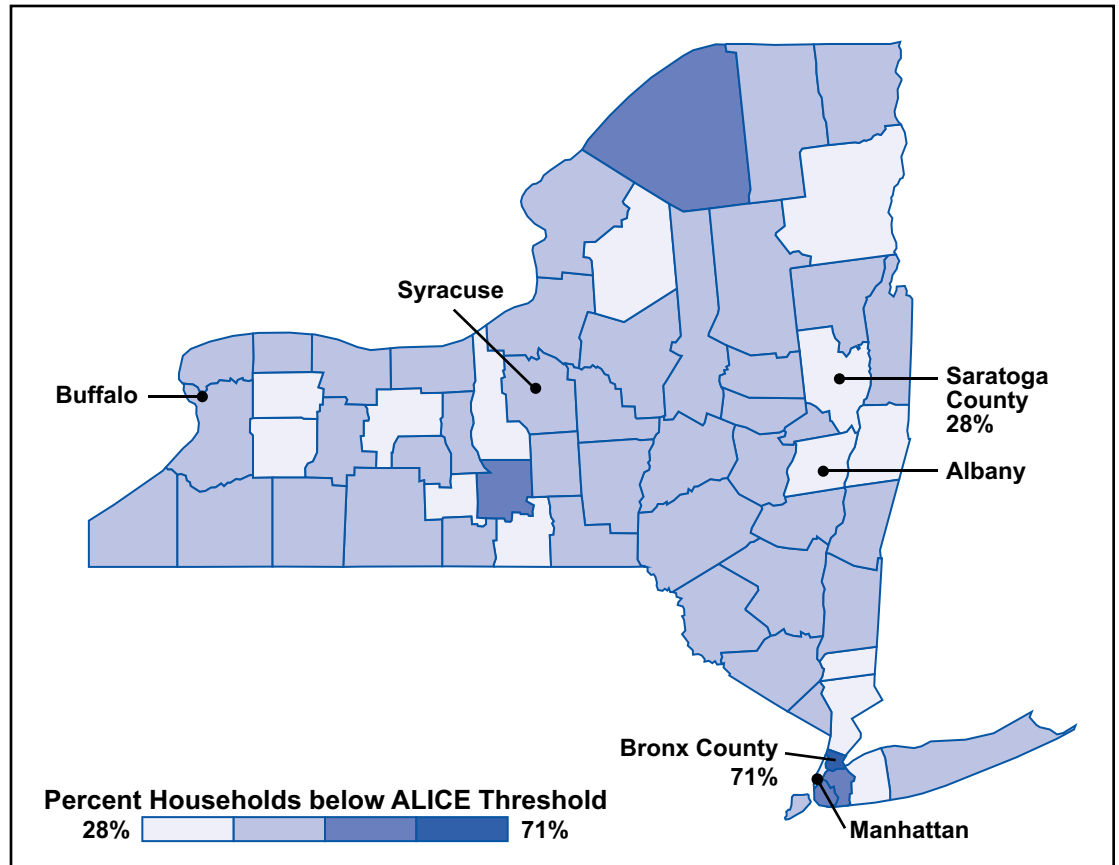 Syracuse
Buffalo
Saratoga
County
28%
Albany
Bronx County
71%
Manhattan
Percent Households below ALICE Threshold
28% 71%